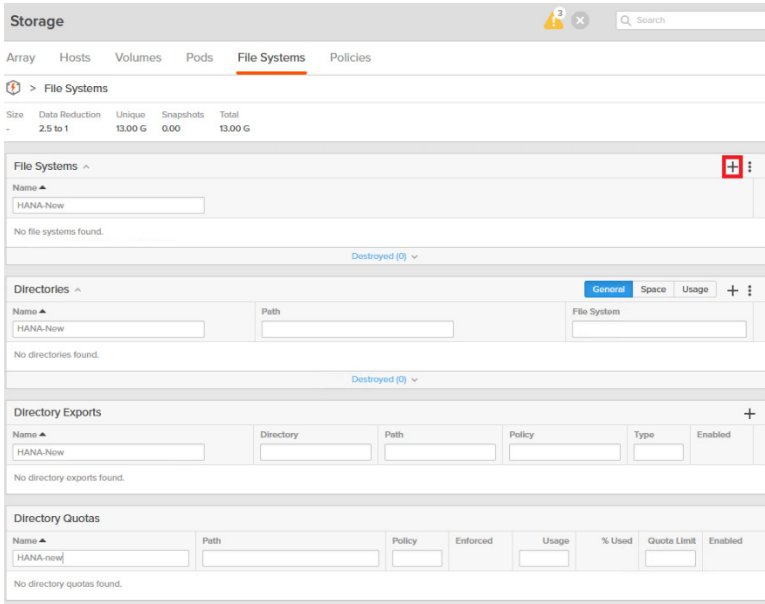 Storage
3
Search
Array Hosts Volumes Pods File Systems Policies
> File Systems
Size Data Reduction Unique Snapshots Total
- 2.5 to 1 13.00 G 0.00 13.00 G
File Systems
Name
HANA-New
No file systems found.
Destroyed (0)
Directories General Space Usage
Name Path File System
HANA-New
No directories found.
Destroyed (0)
Directory Exports
Name Directory Path Policy Type Enabled
HANA-New
No directory exports found.
Directory Quotas
Name Path Policy Enforced Usage % Used Quota Limit Enabled
HANA-new
No directory quotas found.